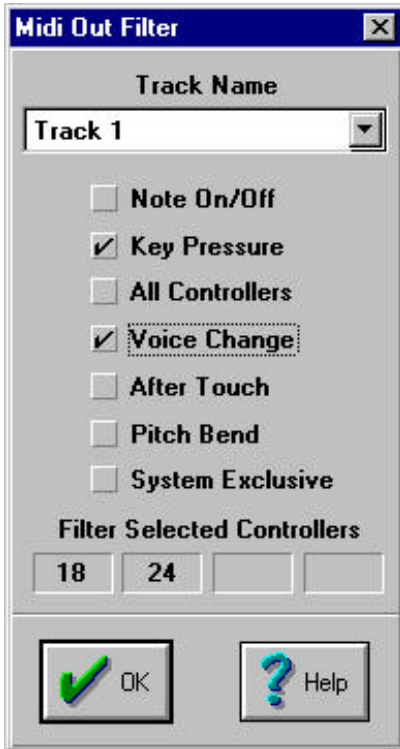 Midi Out Filter
Track Name
Track 1
Note On/Off
Key Pressure
All Controllers
Voice Change
After Touch
Pitch Bend
System Exclusive
Filter Selected Controllers
18 24
OK Help